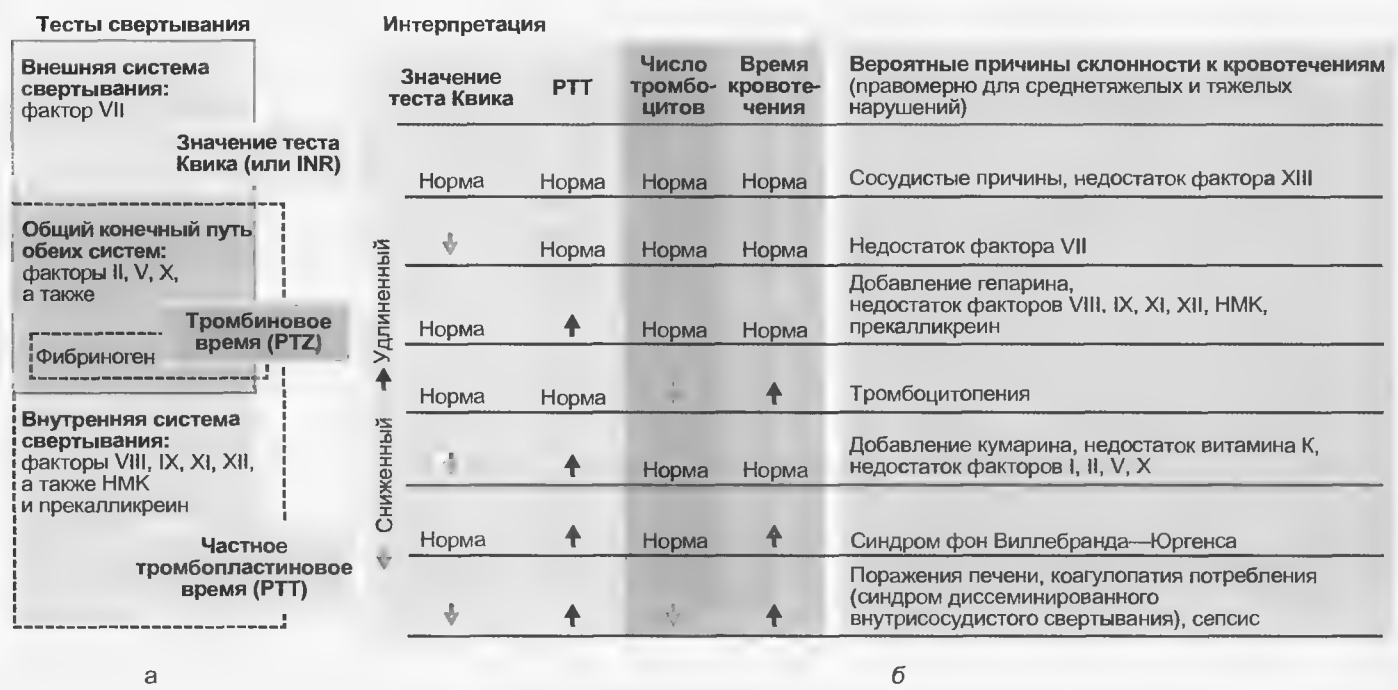 Тесты свертывания
Внешняя система
свертывания:
фактор VII
Значение теста
Квика (или INR)
Общий конечный путь
обеих систем:
факторы II, V, X,
а также
Тромбиновое
время (PTZ)
Фибриноген
Внутренняя система
свертывания:
факторы VIII, IX, XI, XII,
а также НМК
и прекалликреин
Частное
тромбопластиновое
время (PTT)
а
Интерпретация
Значение
теста Квика
PTT
Число
тромбо-
цитов
Время
кровоте-
чения
Вероятные причины склонности к кровотечениям
(правомерно для среднетяжелых и тяжелых
нарушений)
Удлиненный
Сниженный
Норма Норма Норма Норма Сосудистые причины, недостаток фактора XIII
Норма Норма Норма Недостаток фактора VII
Добавление гепарина,
недостаток факторов VIII, IX, XI, XII, НМК,
Норма Норма Норма прекалликреин
Норма Норма Тромбоцитопения
Добавление кумарина, недостаток витамина К,
Норма Норма недостаток факторов I, II, V, X
Норма Норма Синдром фон Виллебранда—Юргенса
Поражения печени, коагулопатия потребления
(синдром диссеминированного
внутрисосудистого свертывания), сепсис
б